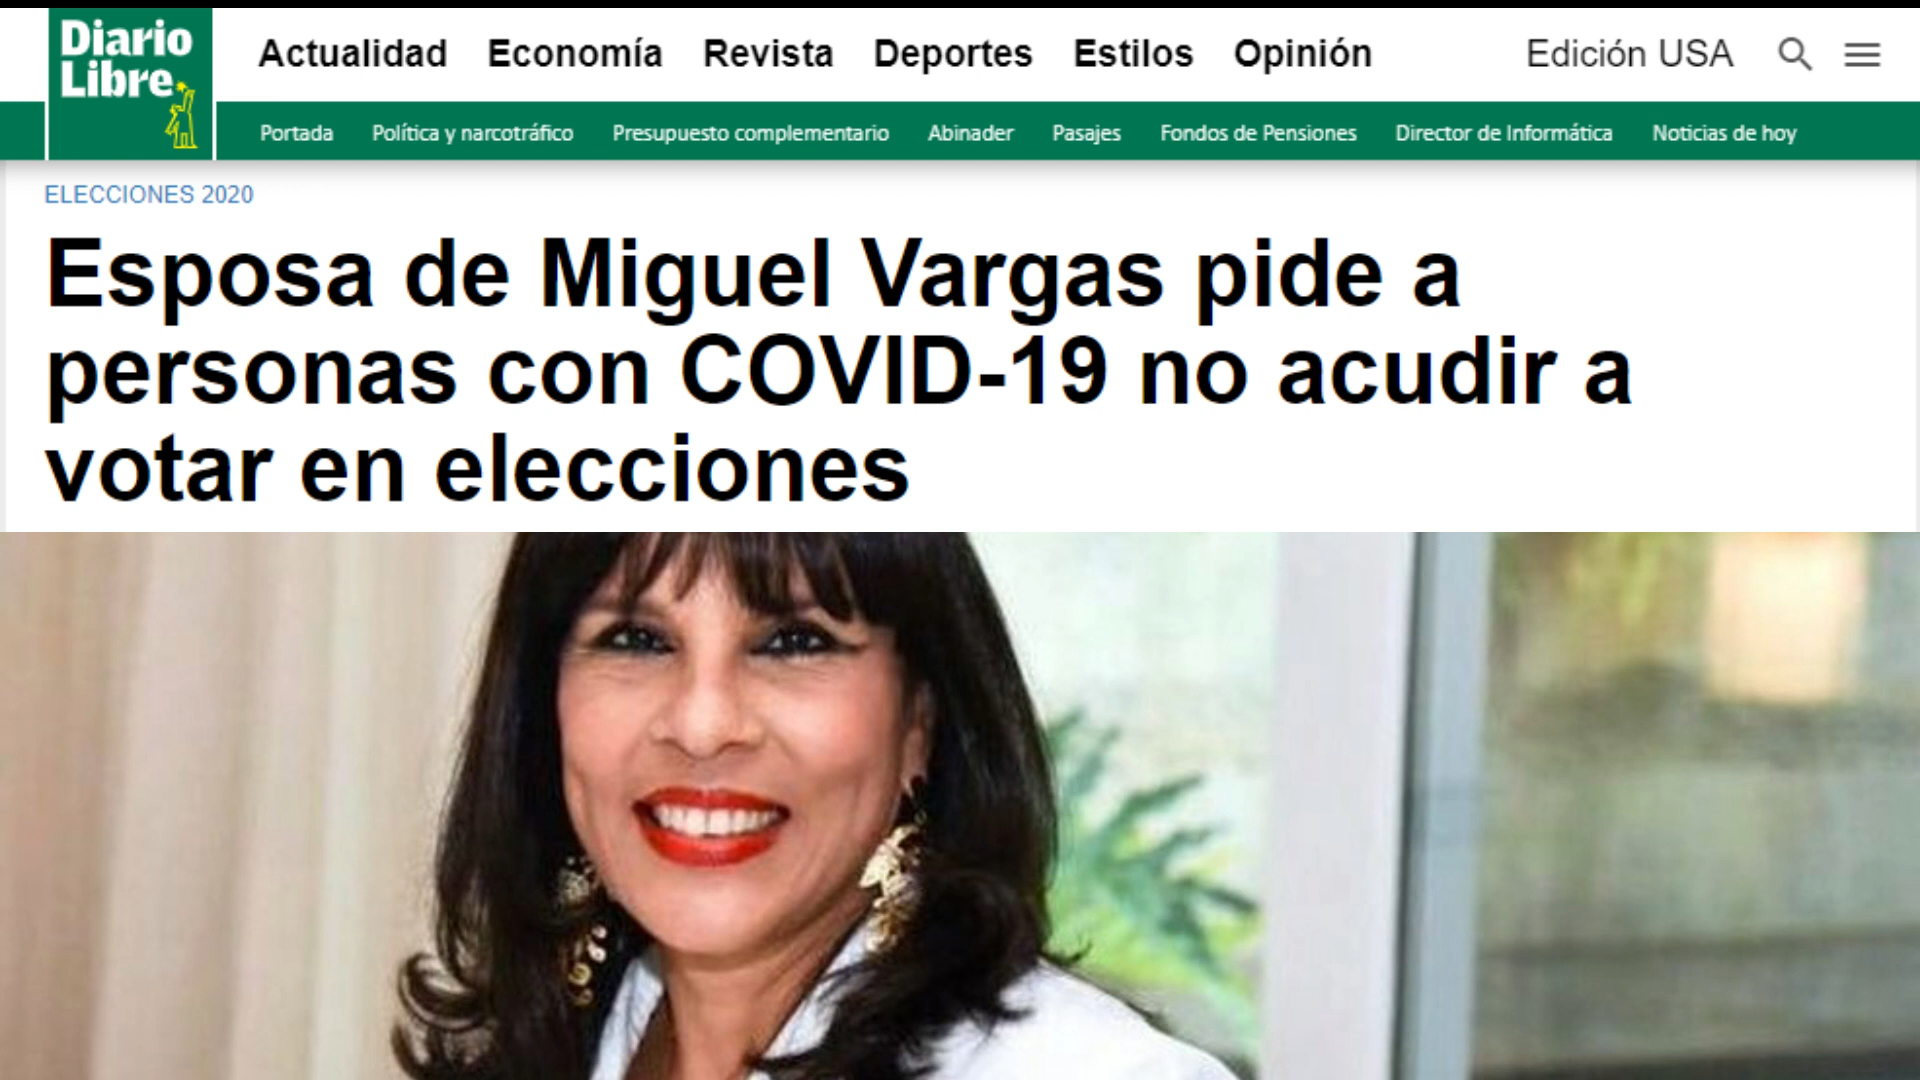 Diario
Libre
Actualidad Economía Revista Deportes Estilos Opinión Edición USA
Portada Política y narcotráfico Presupuesto complementario Abinader Pasajes Fondos de Pensiones Director de Informática Noticias de hoy
ELECCIONES 2020
Esposa de Miguel Vargas pide a
personas con COVID-19 no acudir a
votar en elecciones